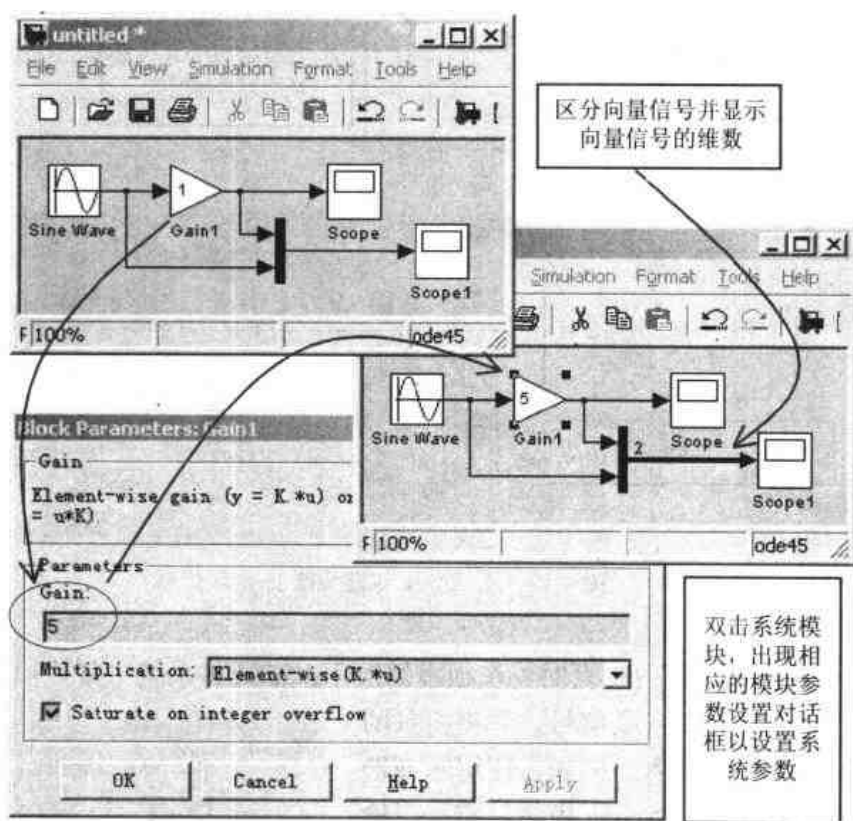 untitled *
File Edit View Simulation Format Tools Help
Sine Wave
1
Gain1
Scope
Scope1
100%
ode45
区分向量信号并显示
向量信号的维数
Simulation Format Tools Help
Sine Wave
5
Gain1
2
Scope
Scope1
100%
ode45
Block Parameters: Gain1
Gain
Element-wise gain (y = K.*u) or
= u*K).
Parameters
Gain:
5
Multiplication: Element-wise(K.*u)
Saturate on integer overflow
OK Cancel Help Apply
双击系统模
块，出现相
应的模块参
数设置对话
框以设置系
统参数